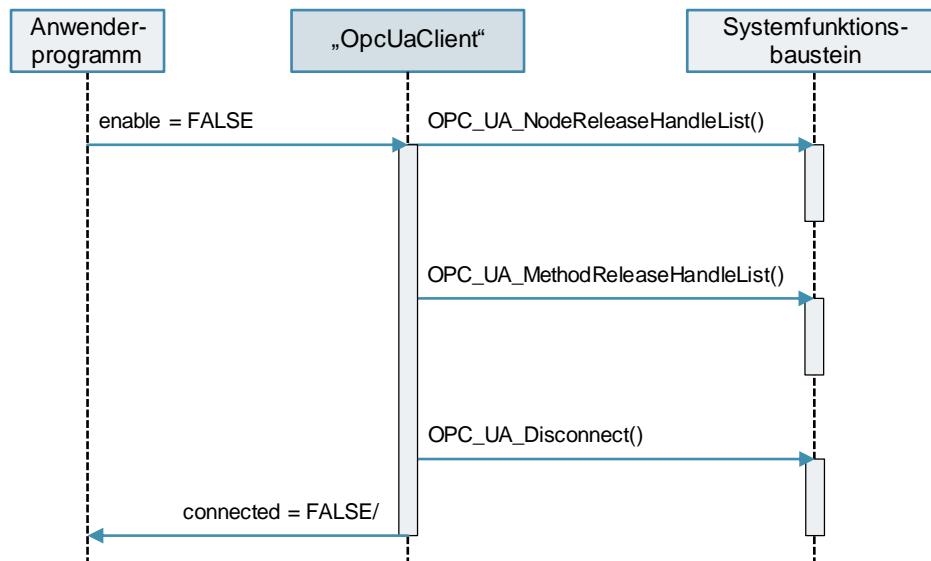 Anwender-
programm
„OpcUaClient“
Systemfunktions-
baustein
enable = FALSE
OPC_UA_NodeReleaseHandleList()
OPC_UA_MethodReleaseHandleList()
OPC_UA_Disconnect()
connected = FALSE/